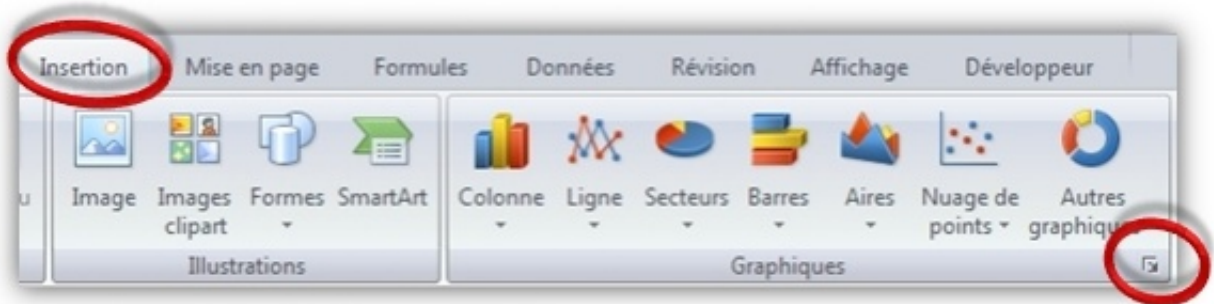 Insertion Mise en page Formules Données Révision Affichage Développeur
u Image Images Formes SmartArt Colonne Ligne Secteurs Barres Aires Nuage de Autres
clipart points graphiques
Illustrations Graphiques